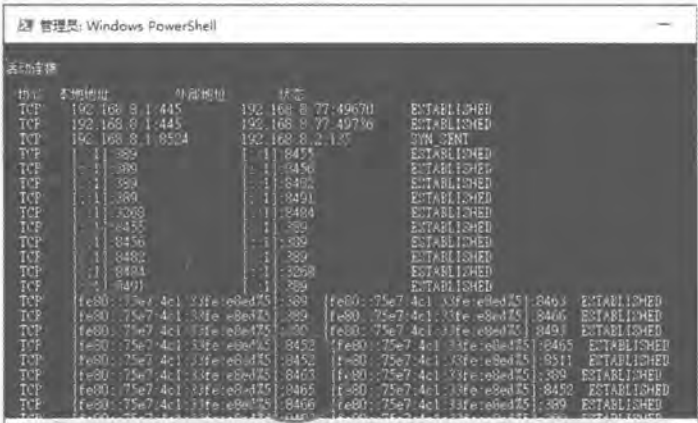 管理员: Windows PowerShell
活动连接
协议 本地地址 外部地址 状态
TCP 192.168.8.1:445 192.168.8.77:49670 ESTABLISHED
TCP 192.168.8.1:445 192.168.8.77:49736 ESTABLISHED
TCP 192.168.8.1:8524 192.168.2.135 SYN_SENT
TCP [::1]:389 [::1]:8455 ESTABLISHED
TCP [::1]:389 [::1]:8456 ESTABLISHED
TCP [::1]:389 [::1]:8482 ESTABLISHED
TCP [::1]:389 [::1]:8491 ESTABLISHED
TCP [::1]:3268 [::1]:8484 ESTABLISHED
TCP [::1]:8455 [::1]:389 ESTABLISHED
TCP [::1]:8456 [::1]:389 ESTABLISHED
TCP [::1]:8482 [::1]:389 ESTABLISHED
TCP [::1]:8484 [::1]:3268 ESTABLISHED
TCP [::1]:8491 [::1]:389 ESTABLISHED
TCP [fe80::75e7:4c1:33fe:e8ed%5]:389 [fe80::75e7:4c1:33fe:e8ed%5]:8463 ESTABLISHED
TCP [fe80::75e7:4c1:33fe:e8ed%5]:389 [fe80::75e7:4c1:33fe:e8ed%5]:8466 ESTABLISHED
TCP [fe80::75e7:4c1:33fe:e8ed%5]:389 [fe80::75e7:4c1:33fe:e8ed%5]:8493 ESTABLISHED
TCP [fe80::75e7:4c1:33fe:e8ed%5]:8452 [fe80::75e7:4c1:33fe:e8ed%5]:8465 ESTABLISHED
TCP [fe80::75e7:4c1:33fe:e8ed%5]:8452 [fe80::75e7:4c1:33fe:e8ed%5]:8511 ESTABLISHED
TCP [fe80::75e7:4c1:33fe:e8ed%5]:8463 [fe80::75e7:4c1:33fe:e8ed%5]:389 ESTABLISHED
TCP [fe80::75e7:4c1:33fe:e8ed%5]:8465 [fe80::75e7:4c1:33fe:e8ed%5]:8452 ESTABLISHED
TCP [fe80::75e7:4c1:33fe:e8ed%5]:8466 [fe80::75e7:4c1:33fe:e8ed%5]:389 ESTABLISHED